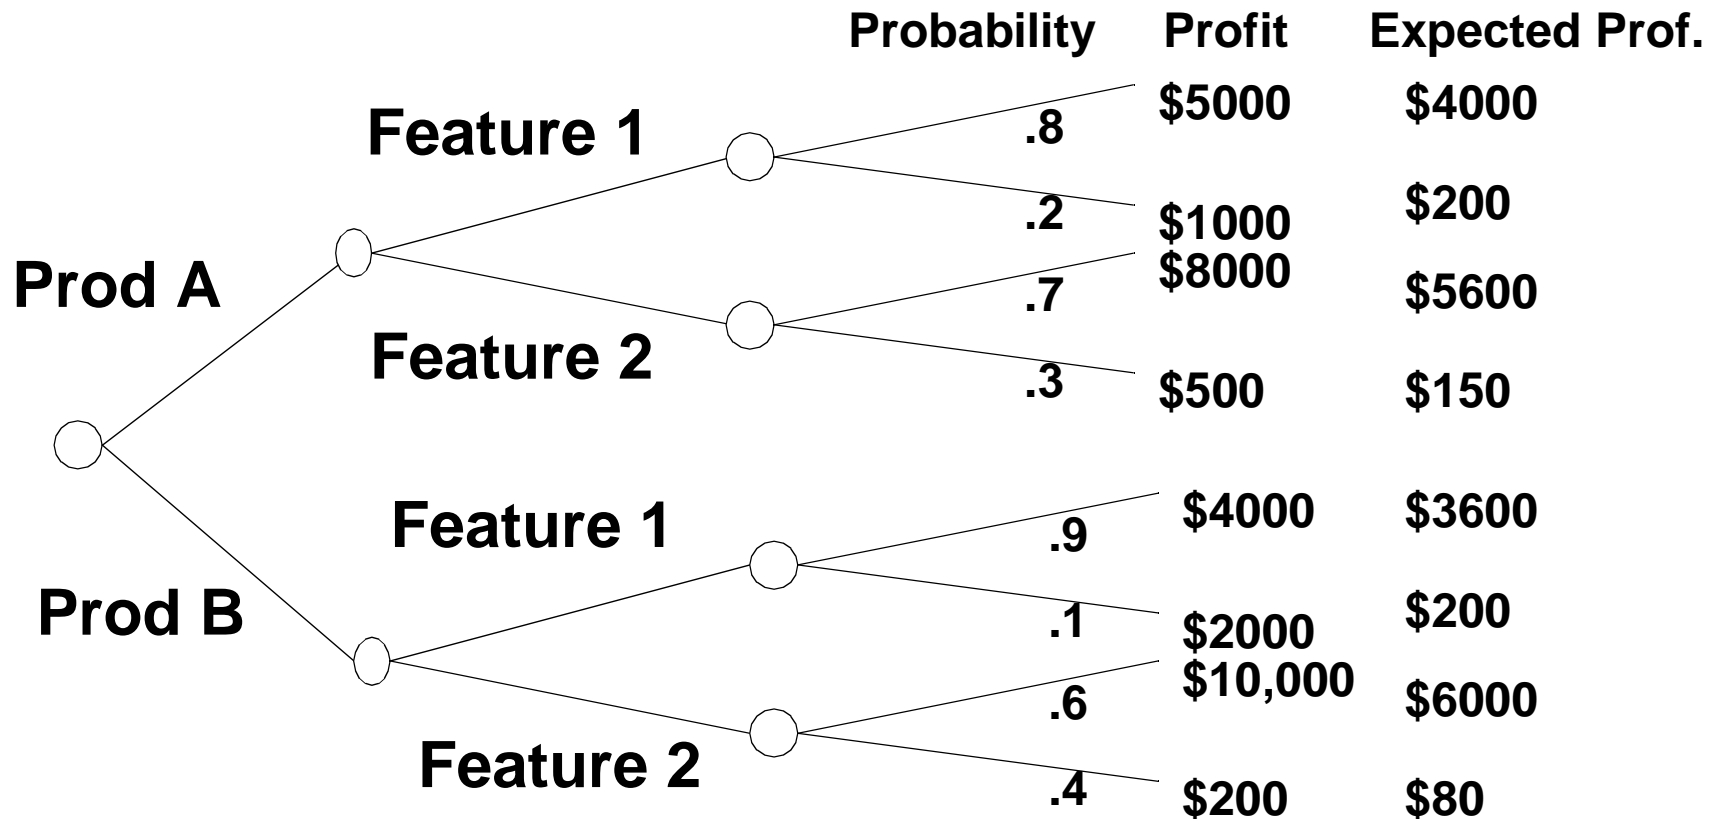 Probability Profit Expected Prof.
Feature 1
.8 $5000 $4000
.2 $1000 $200
Prod A
.7 $8000 $5600
Feature 2
.3 $500 $150
Feature 1
.9 $4000 $3600
.1 $2000 $200
Prod B
.6 $10,000 $6000
Feature 2
.4 $200 $80